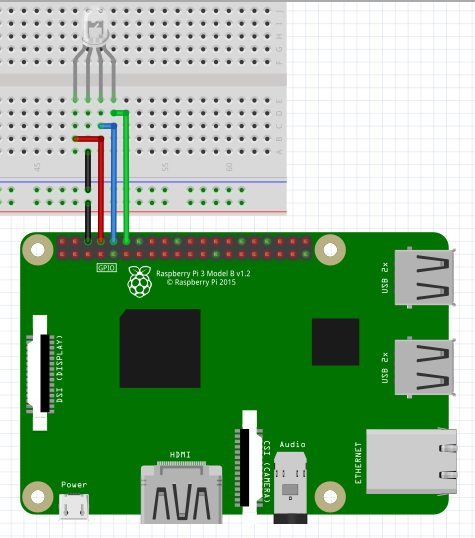 J
I
H
G
F
E
D
C
B
A
45
55
60
GPIO
Raspberry Pi 3 Model B v1.2
© Raspberry Pi 2015
USB 2x
USB 2x
DSI (DISPLAY)
CSI (CAMERA)
Audio
ETHERNET
HDMI
Power